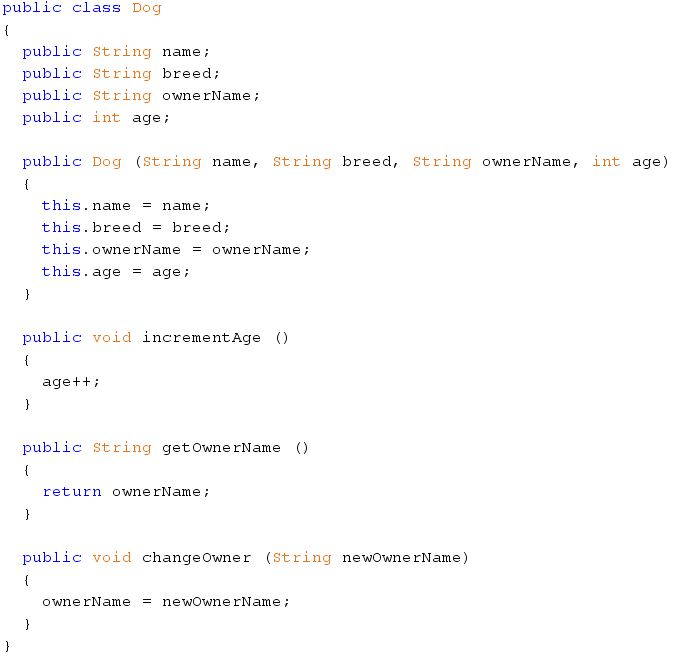 public class Dog
{
  public String name;
  public String breed;
  public String ownerName;
  public int age;

  public Dog (String name, String breed, String ownerName, int age)
  {
    this.name = name;
    this.breed = breed;
    this.ownerName = ownerName;
    this.age = age;
  }

  public void incrementAge ()
  {
    age++;
  }

  public String getOwnerName ()
  {
    return ownerName;
  }

  public void changeOwner (String newOwnerName)
  {
    ownerName = newOwnerName;
  }
}